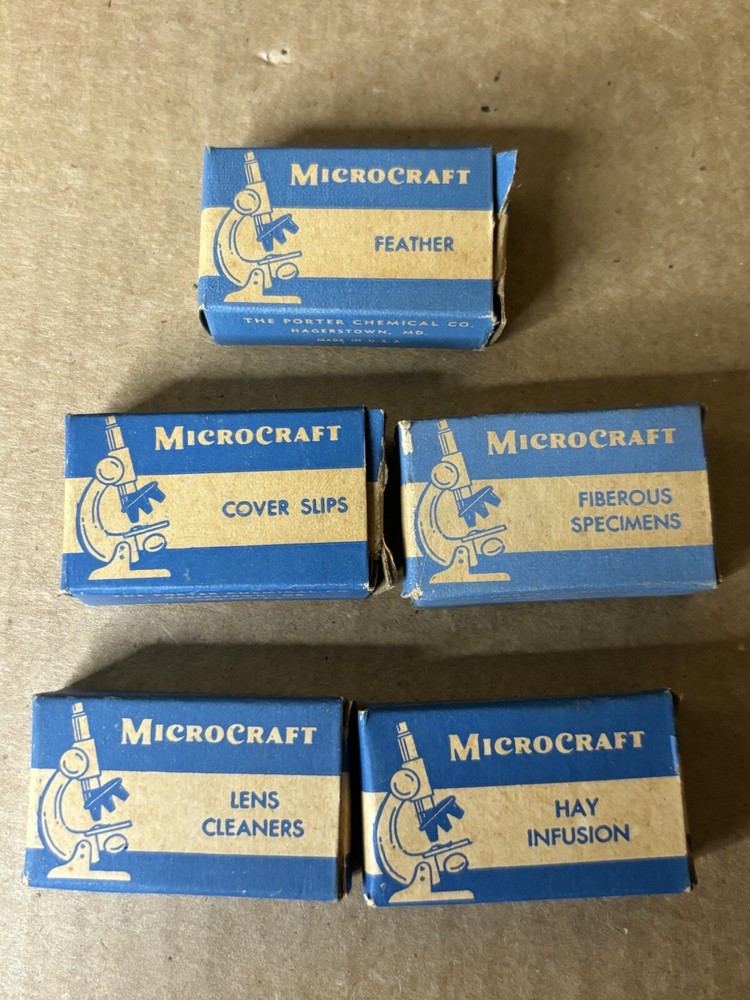 MICROCRAFT
FEATHER
THE PORTER CHEMICAL CO.
HAGERSTOWN, MD.
MADE IN U.S.A.
MICROCRAFT
COVER SLIPS
MICROCRAFT
FIBEROUS
SPECIMENS
MICROCRAFT
LENS
CLEANERS
MICROCRAFT
HAY
INFUSION